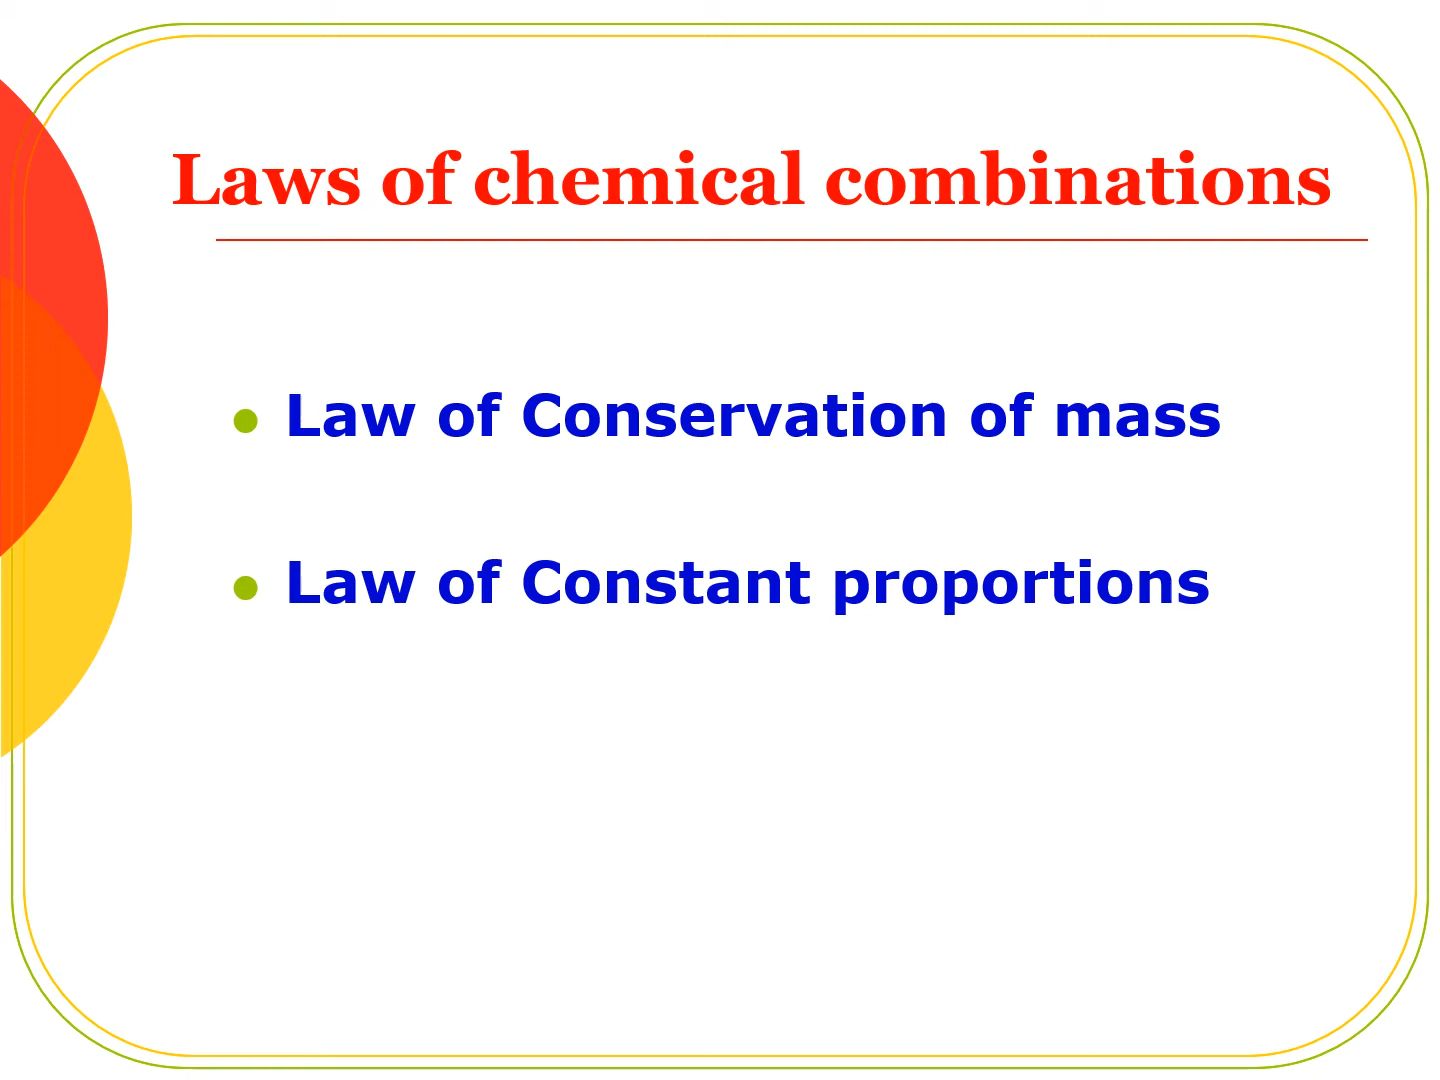 Laws of chemical combinations
Law of Conservation of mass
Law of Constant proportions